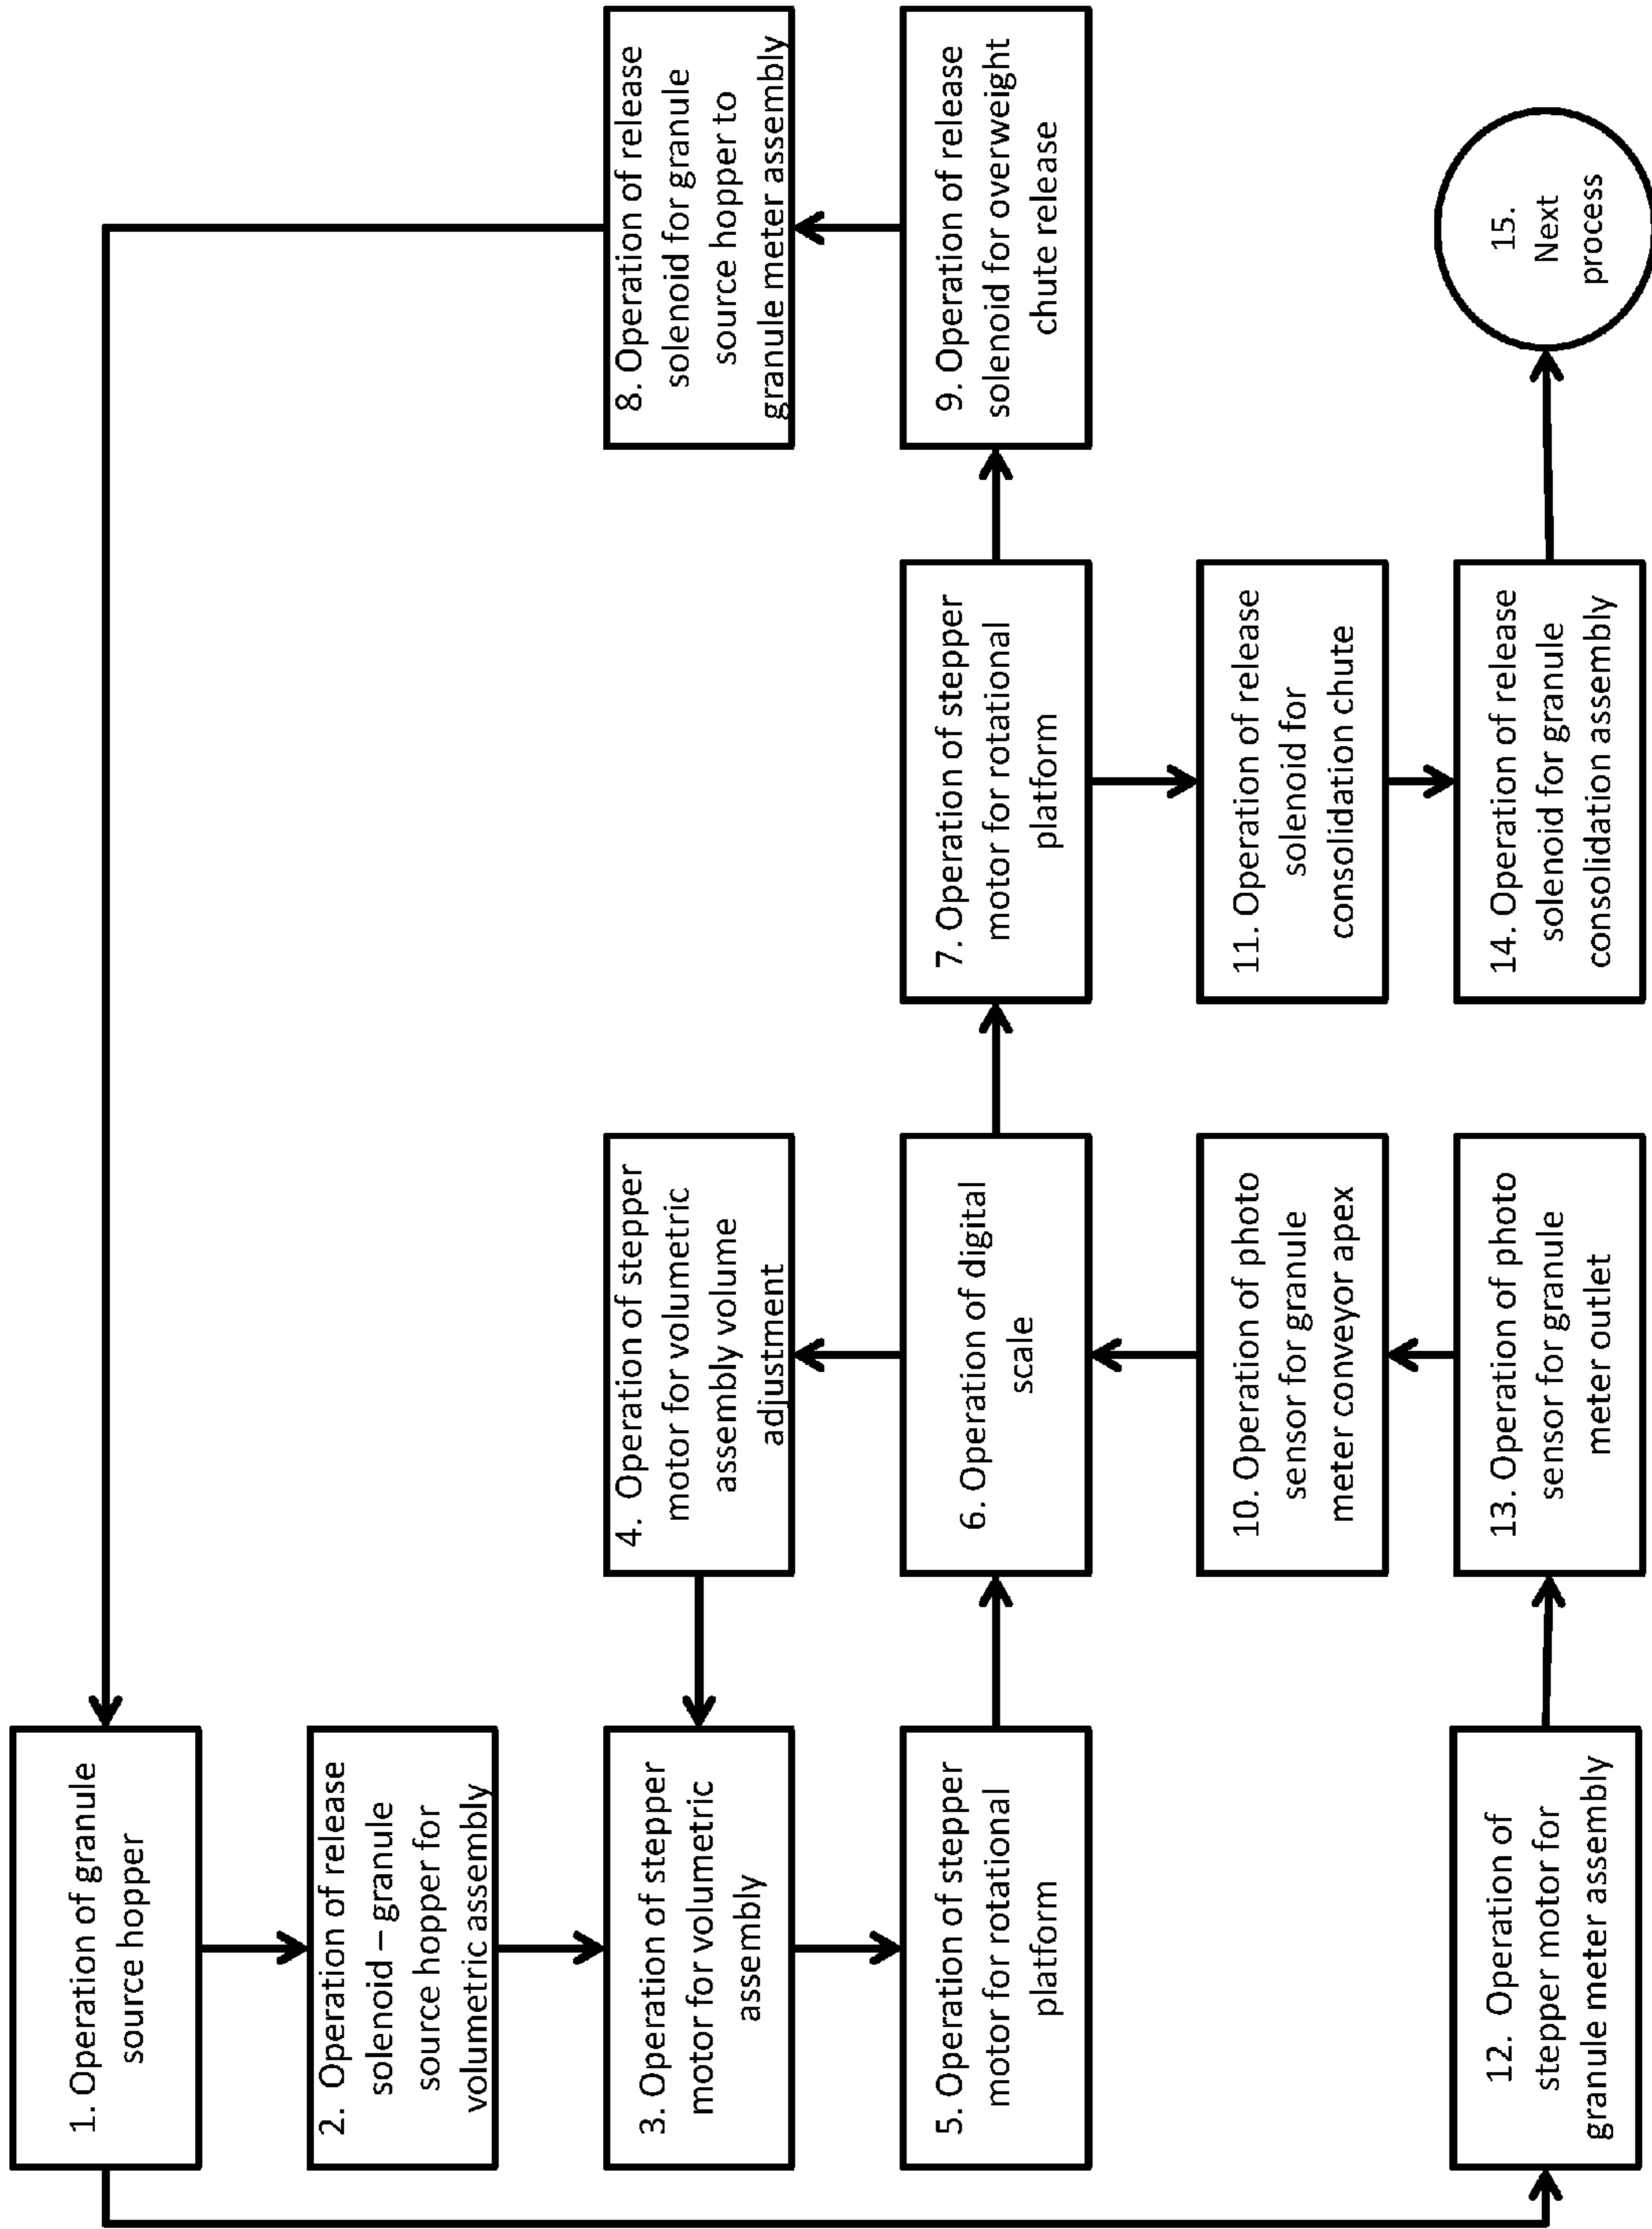 1. Operation of granule
source hopper
2. Operation of release
solenoid – granule
source hopper for
volumetric assembly
3. Operation of stepper
motor for volumetric
assembly
4. Operation of stepper
motor for volumetric
assembly volume
adjustment
5. Operation of stepper
motor for rotational
platform
6. Operation of digital
scale
7. Operation of stepper
motor for rotational
platform
8. Operation of release
solenoid for granule
source hopper to
granule meter assembly
9. Operation of release
solenoid for overweight
chute release
10. Operation of photo
sensor for granule
meter conveyor apex
11. Operation of release
solenoid for
consolidation chute
12. Operation of
stepper motor for
granule meter assembly
13. Operation of photo
sensor for granule
meter outlet
14. Operation of release
solenoid for granule
consolidation assembly
15.
Next
process